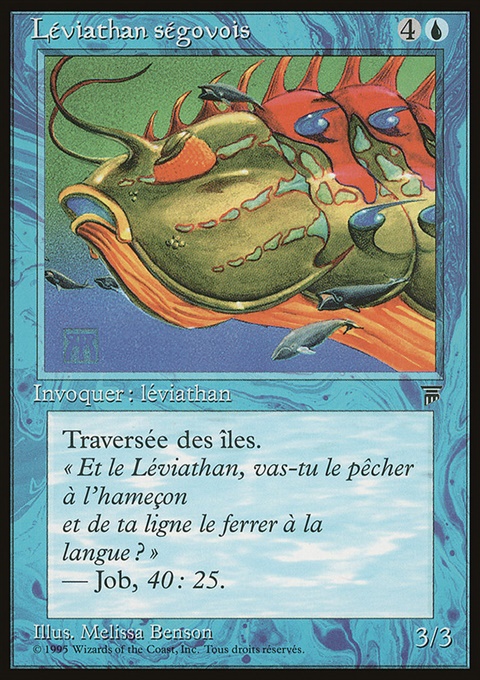 Léviathan ségovois
4
Invoquer : léviathan
Traversée des îles.
« Et le Léviathan, vas-tu le pêcher
à l'hameçon
et de ta ligne le ferrer à la
langue ? »
— Job, 40 : 25.
Illus. Melissa Benson
3/3
© 1995 Wizards of the Coast, Inc. Tous droits réservés.